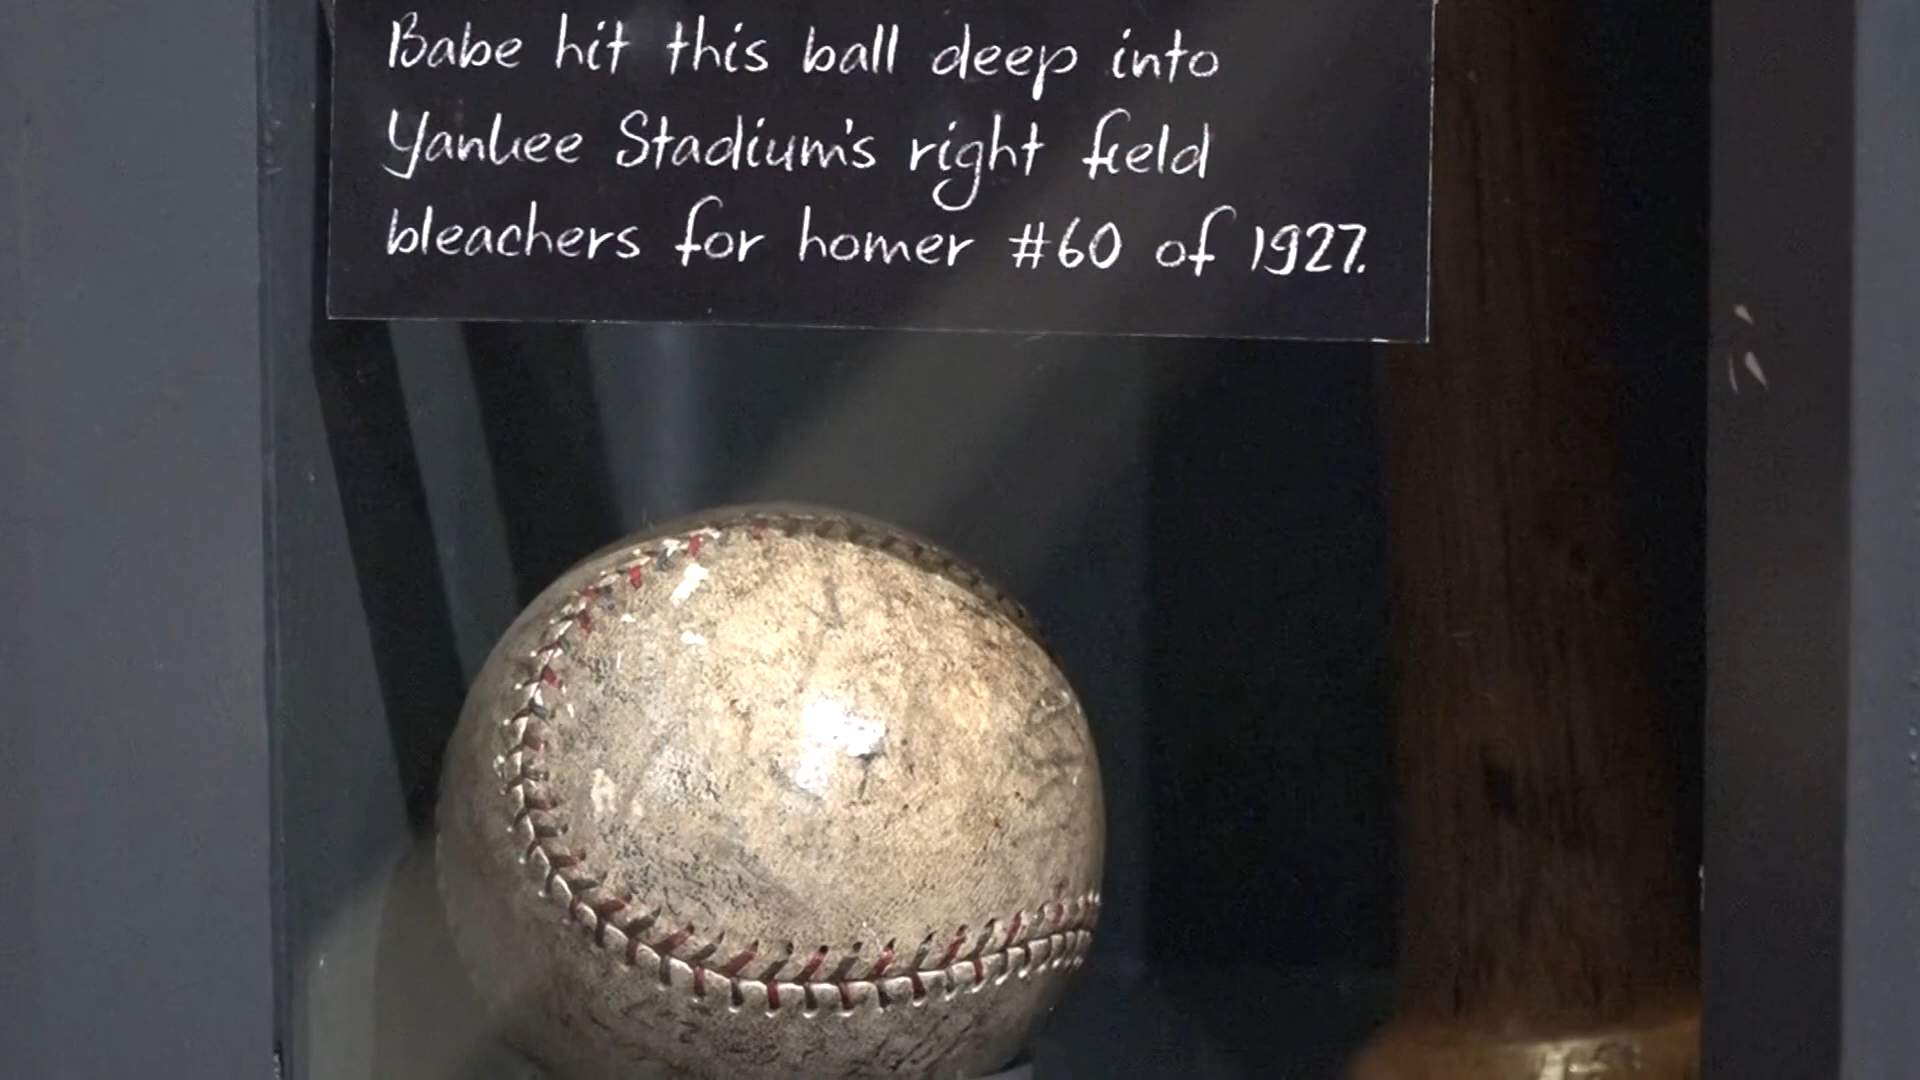 Babe hit this ball deep into
Yankee Stadium's right field
bleachers for homer #60 of 1927.